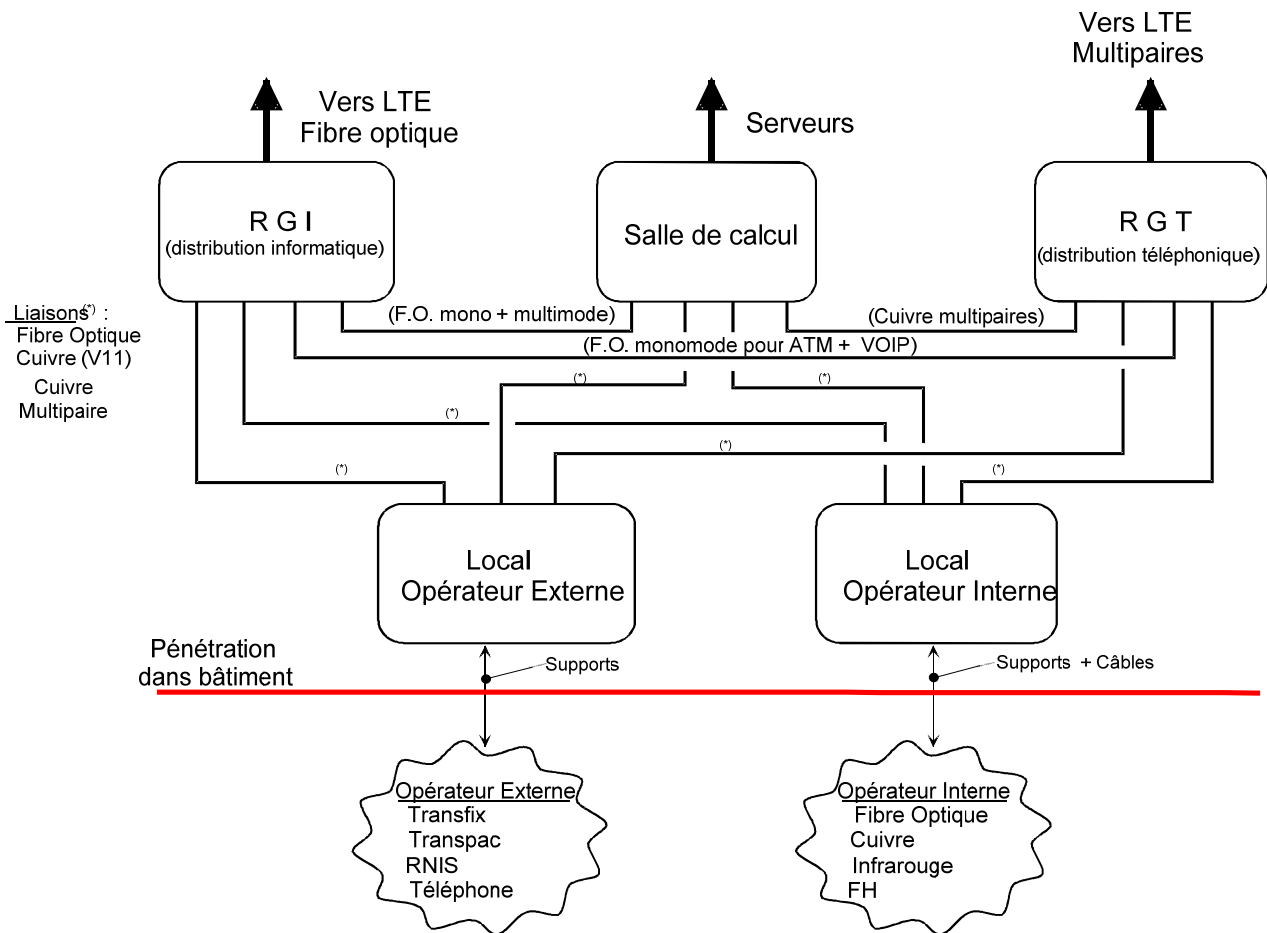 Vers LTE
Multipaires
Vers LTE
Fibre optique
Serveurs
R G I
(distribution informatique)
Salle de calcul
R G T
(distribution téléphonique)
Liaisons(*) :
Fibre Optique
Cuivre (V11)
Cuivre
Multipaire
(F.O. mono + multimode)
(Cuivre multipaires)
(F.O. monomode pour ATM + VOIP)
(*)
(*)
(*)
(*)
(*)
(*)
Local
Opérateur Externe
Local
Opérateur Interne
Pénétration
dans bâtiment
Supports
Supports + Câbles
Opérateur Externe
Transfix
Transpac
RNIS
Téléphone
Opérateur Interne
Fibre Optique
Cuivre
Infrarouge
FH